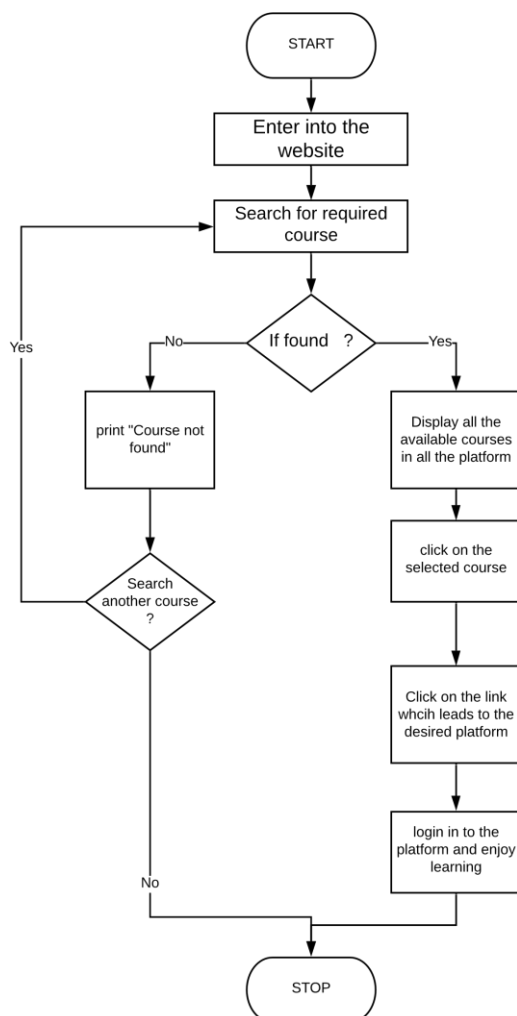 START
Enter into the
website
Search for required
course
If found ?
No
Yes
Yes
print "Course not
found"
Display all the
available courses
in all the platform
click on the
selected course
Search
another course
?
Click on the link
whcih leads to the
desired platform
login in to the
platform and enjoy
learning
No
STOP